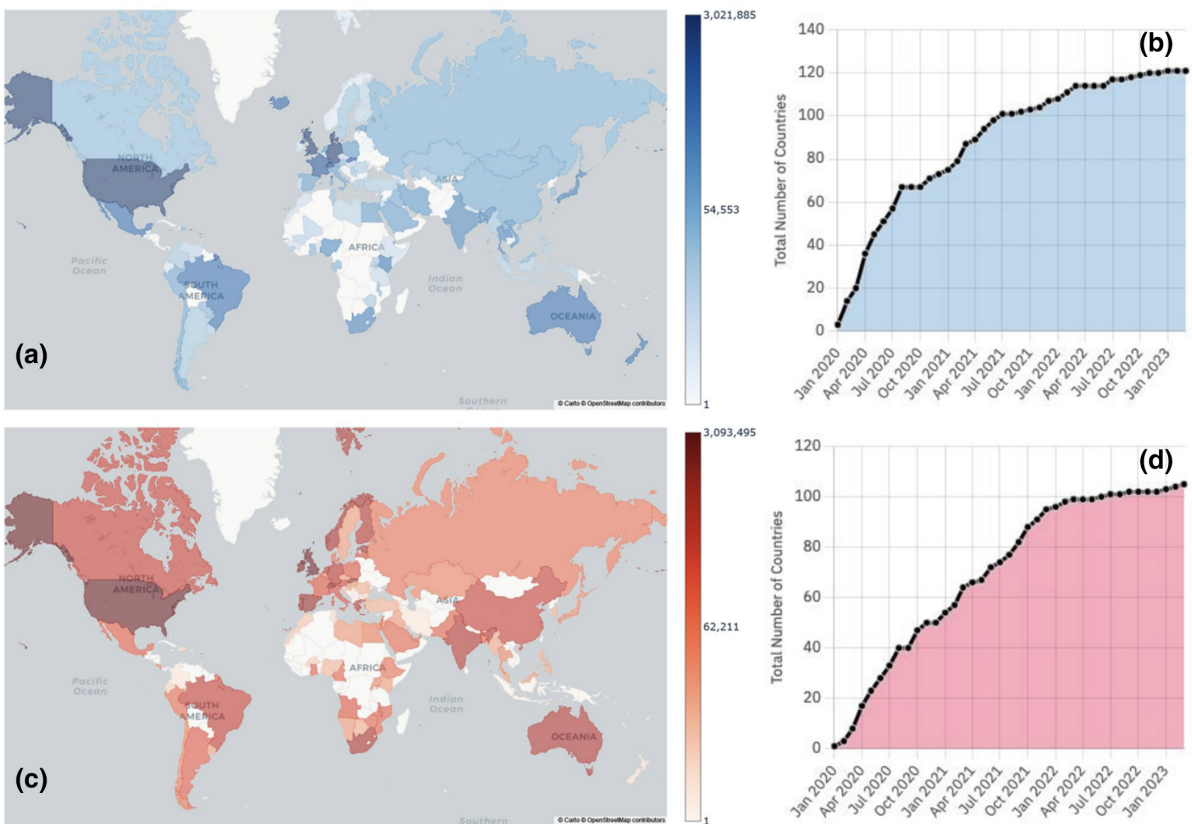 NORTH
AMERICA
ASIA
AFRICA
Pacific
Ocean
Indian
Ocean
SOUTH
AMERICA
OCEANIA
Southern
© Carto © OpenStreetMap contributors
(a)
3,021,885
54,553
1
(b)
Total Number of Countries
140
120
100
80
60
40
20
0
Jan 2020
Apr 2020
Jul 2020
Oct 2020
Jan 2021
Apr 2021
Jul 2021
Oct 2021
Jan 2022
Apr 2022
Jul 2022
Oct 2022
Jan 2023
NORTH
AMERICA
ASIA
AFRICA
Pacific
Ocean
Indian
Ocean
SOUTH
AMERICA
OCEANIA
Southern
© Carto © OpenStreetMap contributors
(c)
3,093,495
62,211
1
(d)
Total Number of Countries
120
100
80
60
40
20
0
Jan 2020
Apr 2020
Jul 2020
Oct 2020
Jan 2021
Apr 2021
Jul 2021
Oct 2021
Jan 2022
Apr 2022
Jul 2022
Oct 2022
Jan 2023